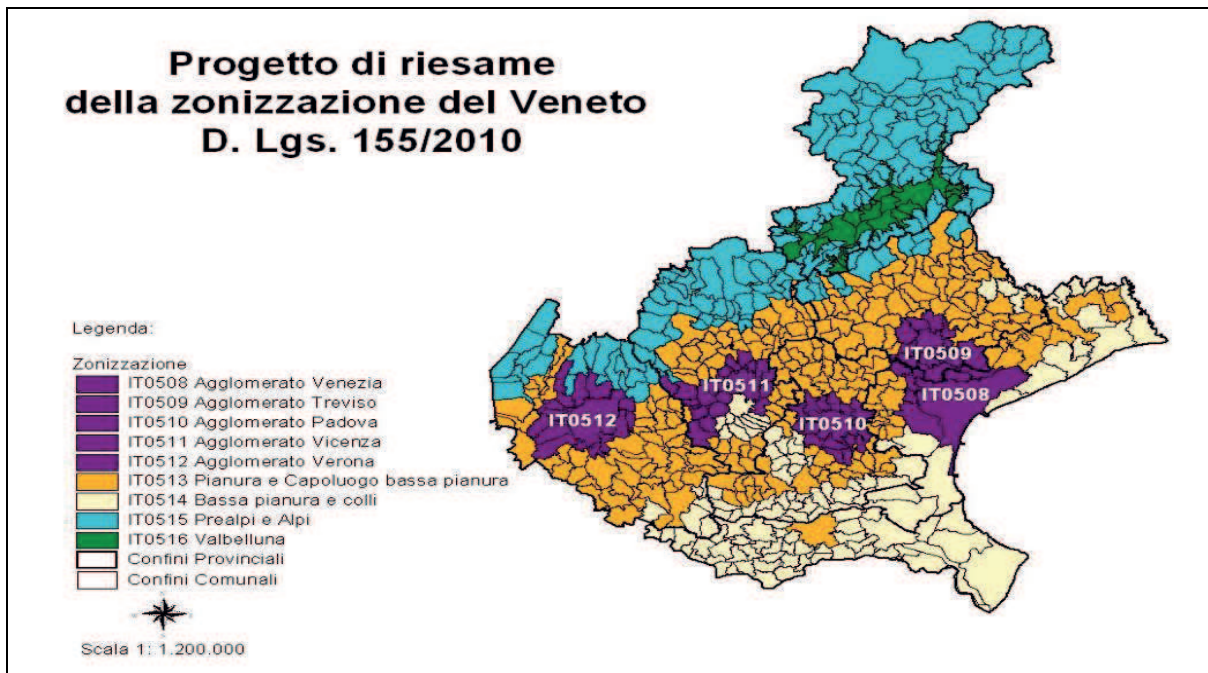 Progetto di riesame
della zonizzazione del Veneto
D. Lgs. 155/2010
Legenda:
Zonizzazione
IT0508 Agglomerato Venezia
IT0509 Agglomerato Treviso
IT0510 Agglomerato Padova
IT0511 Agglomerato Vicenza
IT0512 Agglomerato Verona
IT0513 Pianura e Capoluogo bassa pianura
IT0514 Bassa pianura e colli
IT0515 Prealpi e Alpi
IT0516 Valbelluna
Confini Provinciali
Confini Comunali
Scala 1: 1.200.000
IT0509
IT0511
IT0508
IT0512
IT0510